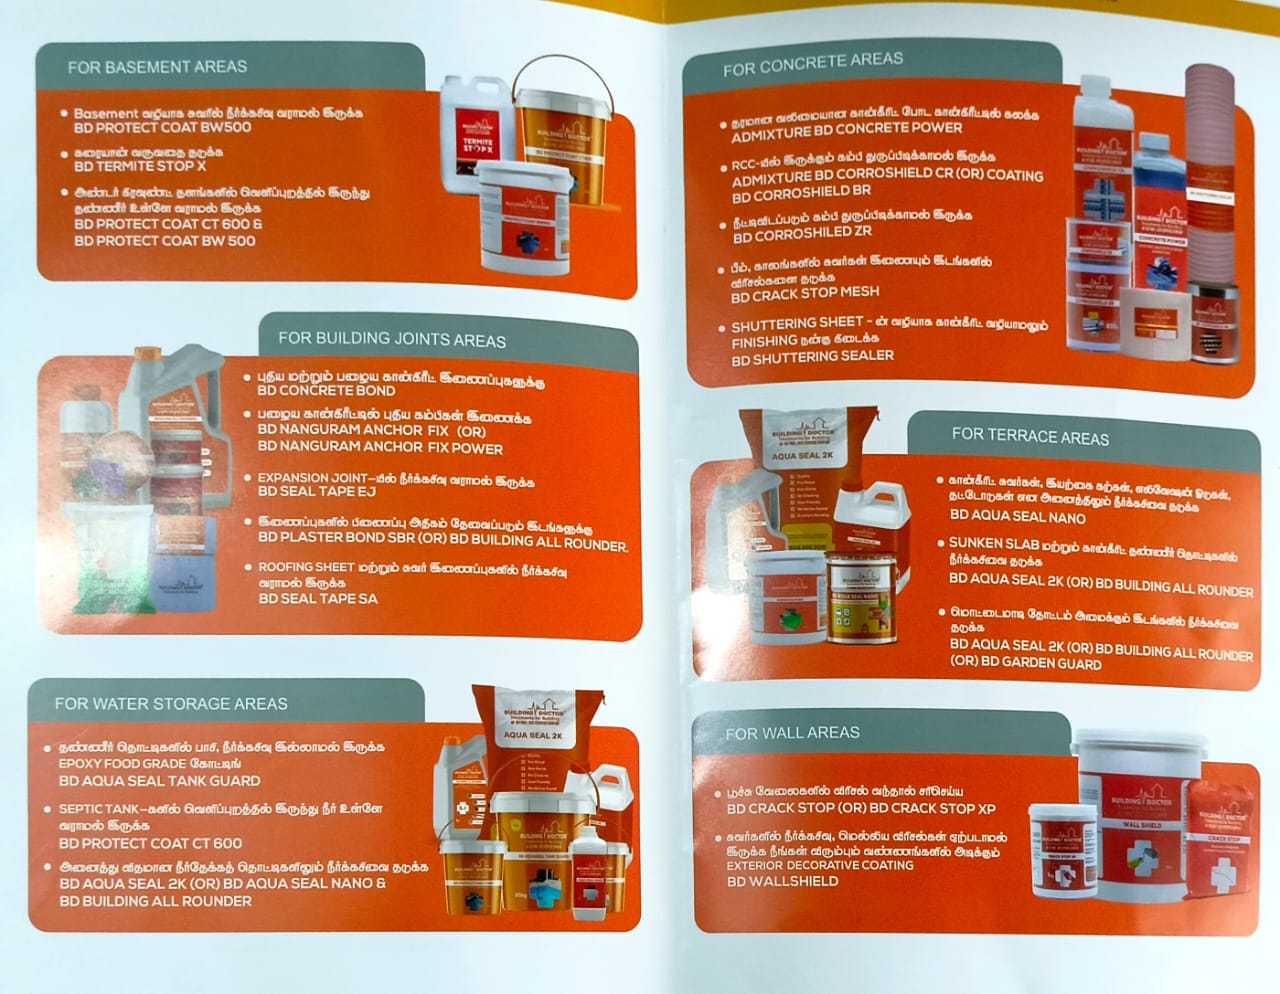 FOR BASEMENT AREAS
• Basement வழியாக சுவரில் நீர்க்கசிவு வராமல் இருக்க
BD PROTECT COAT BW500
• கரையான் வருவதை தடுக்க
BD TERMITE STOP X
• அண்டர் கிரவுண்ட் தளங்களில் வெளிப்புறத்தில் இருந்து
தண்ணீர் உள்ளே வராமல் இருக்க
BD PROTECT COAT CT 600 &
BD PROTECT COAT BW 500
TERMITE
STOP X
BUILDING DOCTOR
FOR BUILDING JOINTS AREAS
• புதிய மற்றும் பழைய கான்கிரீட் இணைப்புகளுக்கு
BD CONCRETE BOND
• பழைய கான்கிரீட்டில் புதிய கம்பிகள் இணைக்க
BD NANGURAM ANCHOR FIX (OR)
BD NANGURAM ANCHOR FIX POWER
• EXPANSION JOINT-யில் நீர்க்கசிவு வராமல் இருக்க
BD SEAL TAPE EJ
• இணைப்புகளில் பிணைப்பு அதிகம் தேவைப்படும் இடங்களுக்கு
BD PLASTER BOND SBR (OR) BD BUILDING ALL ROUNDER.
• ROOFING SHEET மற்றும் சுவர் இணைப்புகளில் நீர்க்கசிவு
வராமல் இருக்க
BD SEAL TAPE SA
FOR WATER STORAGE AREAS
• தண்ணீர் தொட்டிகளில் பாசி, நீர்க்கசிவு இல்லாமல் இருக்க
EPOXY FOOD GRADE கோட்டிங்
BD AQUA SEAL TANK GUARD
• SEPTIC TANK-களில் வெளிப்புறத்தில் இருந்து நீர் உள்ளே
வராமல் இருக்க
BD PROTECT COAT CT 600
• அனைத்து விதமான நீர்தேக்கத் தொட்டிகளிலும் நீர்க்கசிவை தடுக்க
BD AQUA SEAL 2K (OR) BD AQUA SEAL NANO &
BD BUILDING ALL ROUNDER
BUILDING DOCTOR
Treatments for Building
AQUA SEAL 2K
BUILDING DOCTOR
FOR CONCRETE AREAS
• தரமான வலிமையான கான்கிரீட் போட கான்கிரீட்டில் கலக்க
ADMIXTURE BD CONCRETE POWER
• RCC-யில் இருக்கும் கம்பி துருப்பிடிக்காமல் இருக்க
ADMIXTURE BD CORROSHIELD CR (OR) COATING
BD CORROSHIELD BR
• நீட்டிவிடப்படும் கம்பி துருப்பிடிக்காமல் இருக்க
BD CORROSHILED ZR
• பீம், காலங்களில் சுவர்கள் இணையும் இடங்களில்
விரிசல்களை தடுக்க
BD CRACK STOP MESH
• SHUTTERING SHEET - ன் வழியாக கான்கிரீட் வழியாமலும்
FINISHING நன்கு கிடைக்க
BD SHUTTERING SEALER
BUILDING DOCTOR
CONCRETE POWER
FOR TERRACE AREAS
• கான்கிரீட் சுவர்கள், இயற்கை கற்கள், எலிவேஷன் ஓடுகள்,
தட்டோடுகள் என அனைத்திலும் நீர்க்கசிவை தடுக்க
BD AQUA SEAL NANO
• SUNKEN SLAB மற்றும் கான்கிரீட் தண்ணீர் தொட்டிகளில்
நீர்க்கசிவை தடுக்க
BD AQUA SEAL 2K (OR) BD BUILDING ALL ROUNDER
• மொட்டைமாடி தோட்டம் அமைக்கும் இடங்களில் நீர்க்கசிவை
தடுக்க
BD AQUA SEAL 2K (OR) BD BUILDING ALL ROUNDER
(OR) BD GARDEN GUARD
BUILDING DOCTOR
Treatments for Building
AQUA SEAL 2K
FOR WALL AREAS
• பூச்சு வேலைகளில் விரிசல் வந்தால் சரிசெய்ய
BD CRACK STOP (OR) BD CRACK STOP XP
• சுவர்களில் நீர்க்கசிவு, மெல்லிய விரிசல்கள் ஏற்படாமல்
இருக்க நீங்கள் விரும்பும் வண்ணங்களில் அடிக்கும்
EXTERIOR DECORATIVE COATING
BD WALLSHIELD
BUILDING DOCTOR
WALL SHIELD
CRACK STOP